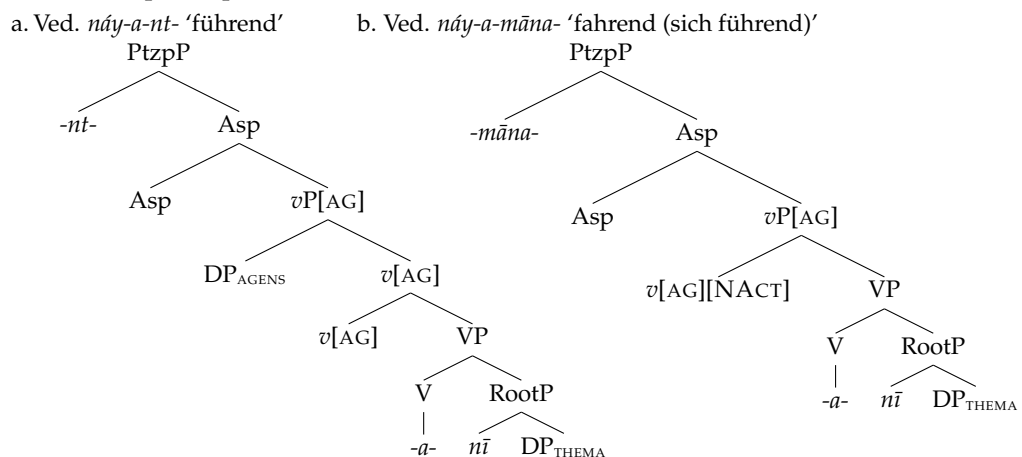 a. Ved. náy-a-nt- ‘führend’ b. Ved. náy-a-māna- ‘fahrend (sich führend)’
PtzpP PtzpP
-nt- Asp -māna- Asp
Asp vP[AG] Asp vP[AG]
DPAGENS v[AG] v[AG][NACT] VP
v[AG] VP V RootP
V RootP -a- nī DPTHEMA
-a- nī DPTHEMA